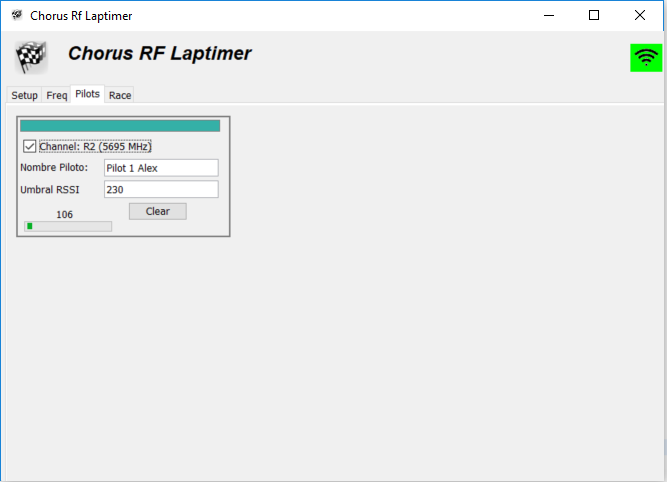 Chorus Rf Laptimer
Chorus RF Laptimer
Setup Freq Pilots Race
Channel: R2 (5695 MHz)
Nombre Piloto: Pilot 1 Alex
Umbral RSSI 230
106 Clear